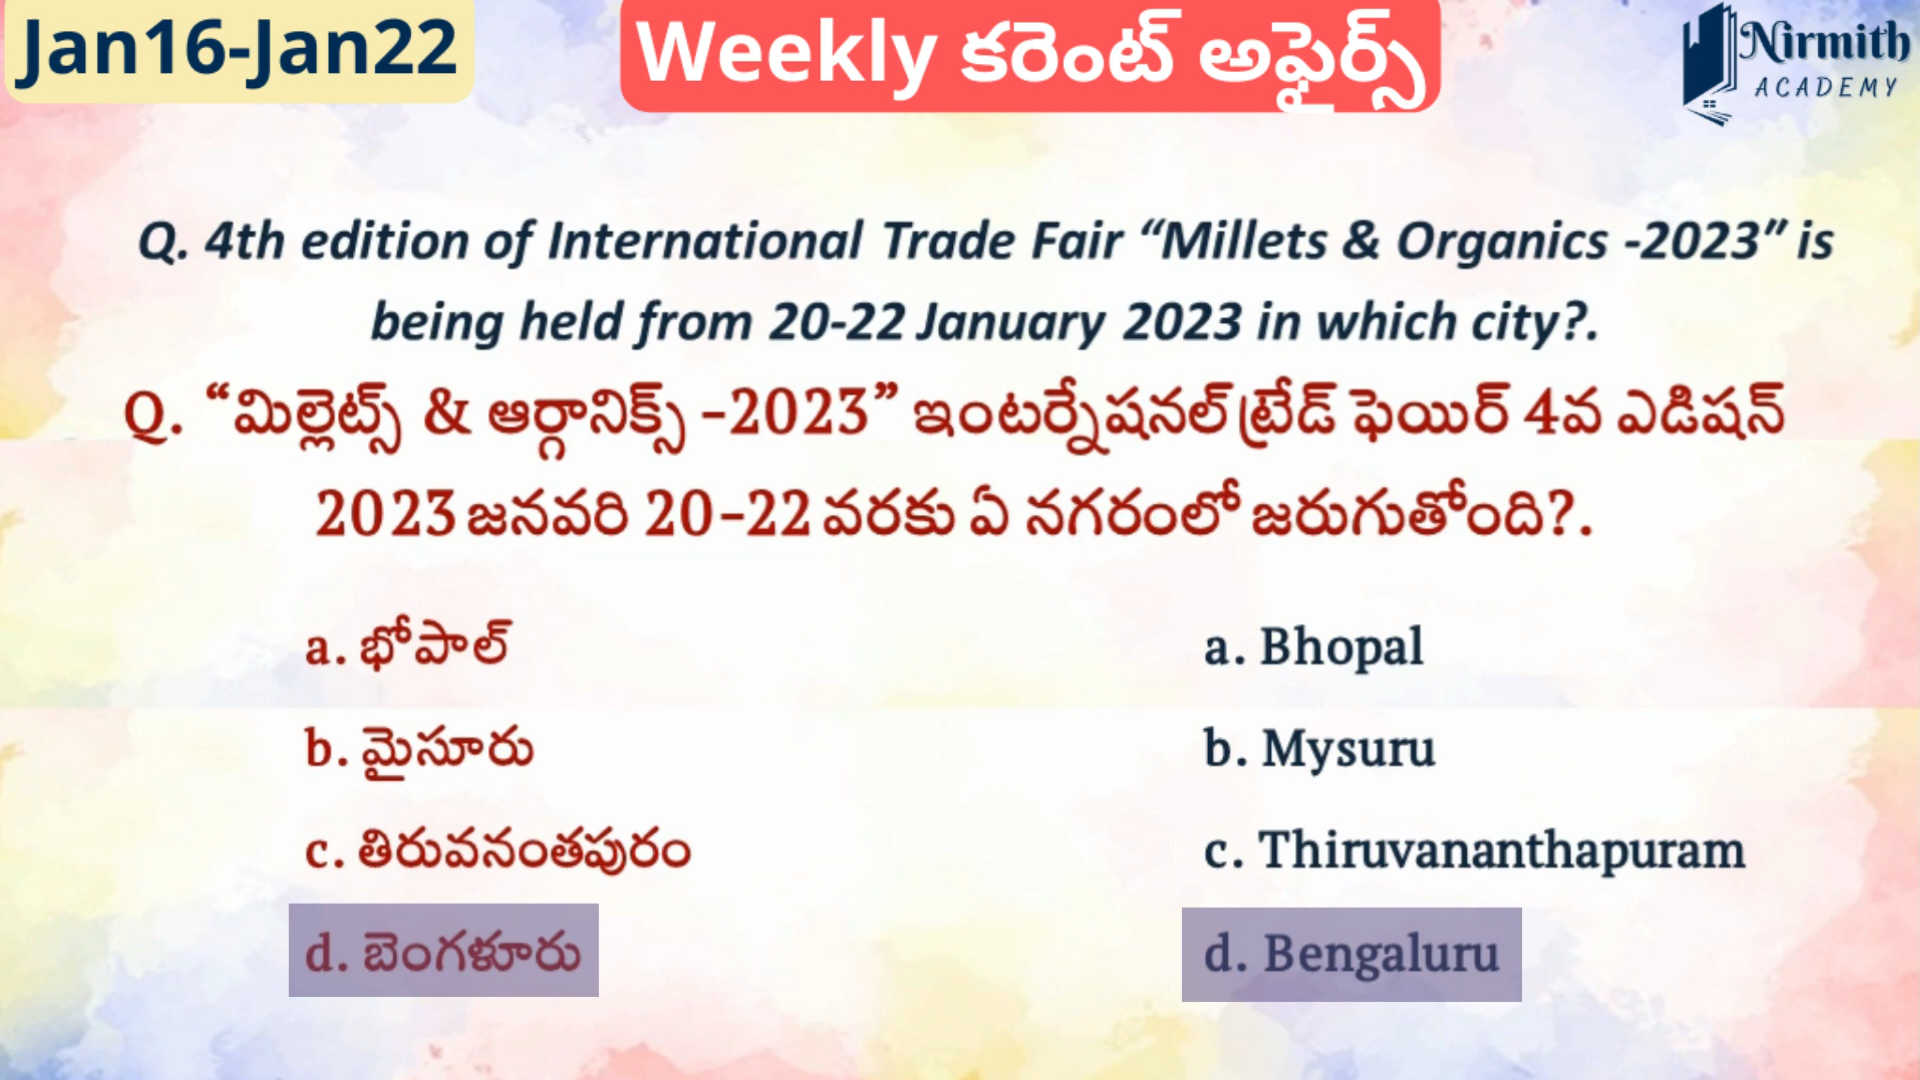 Jan16-Jan22
Weekly కరెంట్ అఫైర్స్
Nirmith
ACADEMY
Q. 4th edition of International Trade Fair “Millets & Organics -2023” is
being held from 20-22 January 2023 in which city?.
Q. “మిల్లెట్స్ & ఆర్గానిక్స్ -2023” ఇంటర్నేషనల్ ట్రేడ్ ఫెయిర్ 4వ ఎడిషన్
2023 జనవరి 20-22 వరకు ఏ నగరంలో జరుగుతోంది?.
a. భోపాల్
b. మైసూరు
c. తిరువనంతపురం
d. బెంగళూరు
a. Bhopal
b. Mysuru
c. Thiruvananthapuram
d. Bengaluru